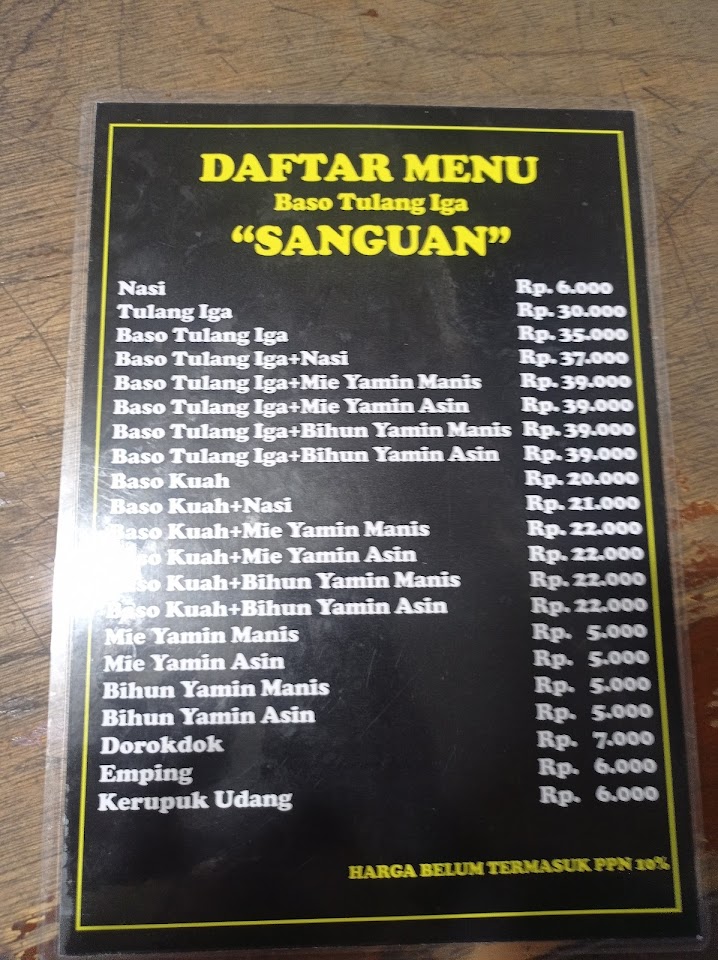 DAFTAR MENU
Baso Tulang Iga
“SANGUAN”
Nasi Rp. 6.000
Tulang Iga Rp. 30.000
Baso Tulang Iga Rp. 35.000
Baso Tulang Iga+Nasi Rp. 37.000
Baso Tulang Iga+Mie Yamin Manis Rp. 39.000
Baso Tulang Iga+Mie Yamin Asin Rp. 39.000
Baso Tulang Iga+Bihun Yamin Manis Rp. 39.000
Baso Tulang Iga+Bihun Yamin Asin Rp. 39.000
Baso Kuah Rp. 20.000
Baso Kuah+Nasi Rp. 21.000
Baso Kuah+Mie Yamin Manis Rp. 22.000
Baso Kuah+Mie Yamin Asin Rp. 22.000
Baso Kuah+Bihun Yamin Manis Rp. 22.000
Baso Kuah+Bihun Yamin Asin Rp. 22.000
Mie Yamin Manis Rp. 5.000
Mie Yamin Asin Rp. 5.000
Bihun Yamin Manis Rp. 5.000
Bihun Yamin Asin Rp. 5.000
Dorokdok Rp. 7.000
Emping Rp. 6.000
Kerupuk Udang Rp. 6.000
HARGA BELUM TERMASUK PPN 10%